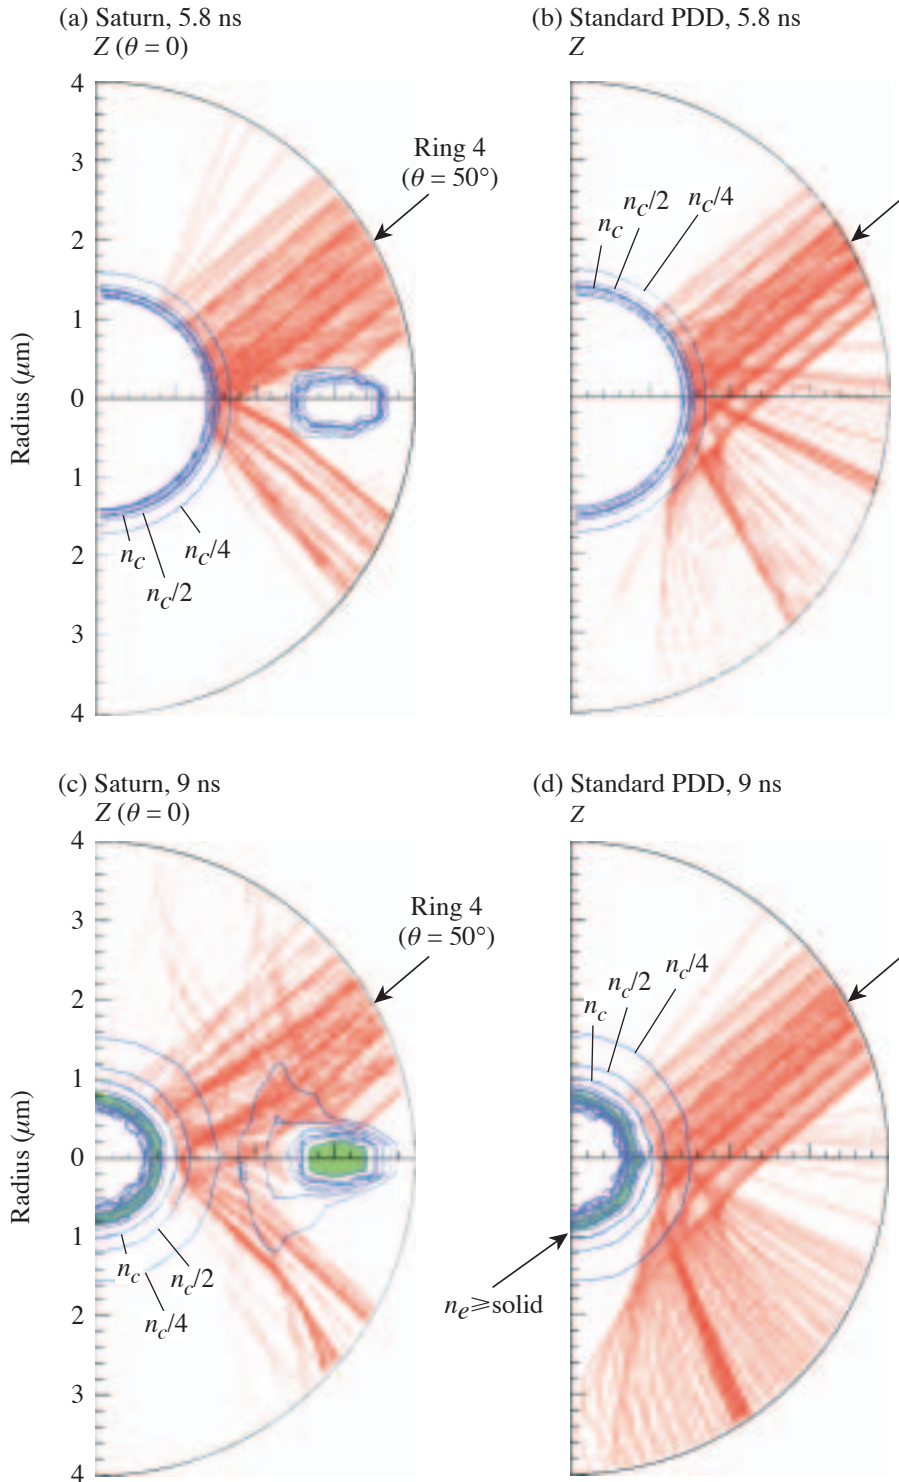 (a) Saturn, 5.8 ns
Z (θ = 0)
(b) Standard PDD, 5.8 ns
Z
4
3
2
1
0
1
2
3
4
Radius (μm)
Ring 4
(θ = 50°)
n_c
n_c/2
n_c/4
n_c
n_c/2
n_c/4
(c) Saturn, 9 ns
Z (θ = 0)
(d) Standard PDD, 9 ns
Z
4
3
2
1
0
1
2
3
4
Radius (μm)
Ring 4
(θ = 50°)
n_c
n_c/2
n_c/4
n_c
n_c/2
n_c/4
n_e ⩾ solid